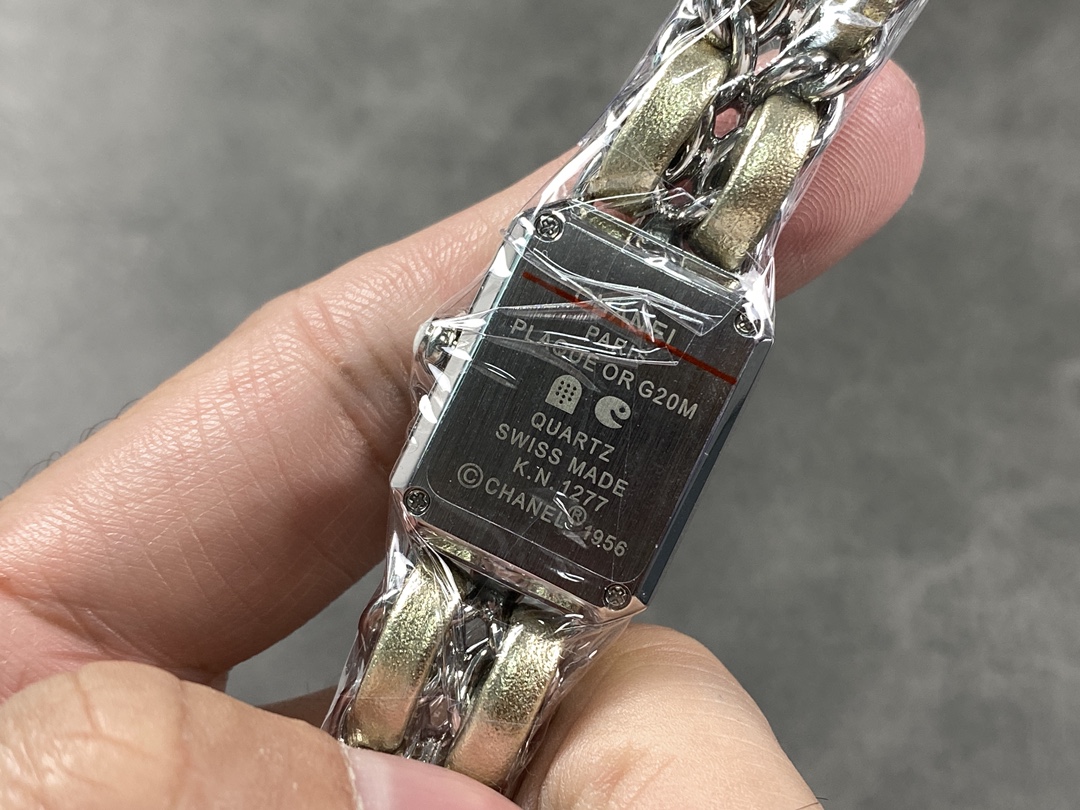 PARIS
PLAQUE OR G20M
QUARTZ
SWISS MADE
K.N. 1277
©CHANEL®1956